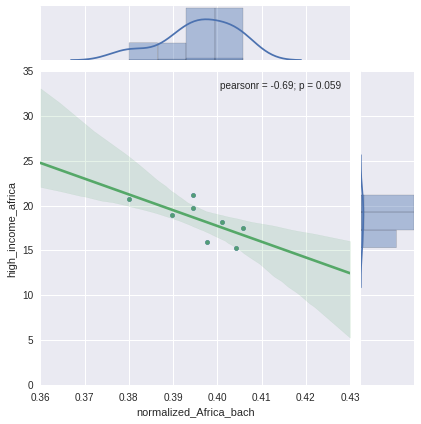 pearsonr = -0.69; p = 0.059
35
30
25
20
15
10
5
0
high_income_africa
0.36 0.37 0.38 0.39 0.40 0.41 0.42 0.43
normalized_Africa_bach